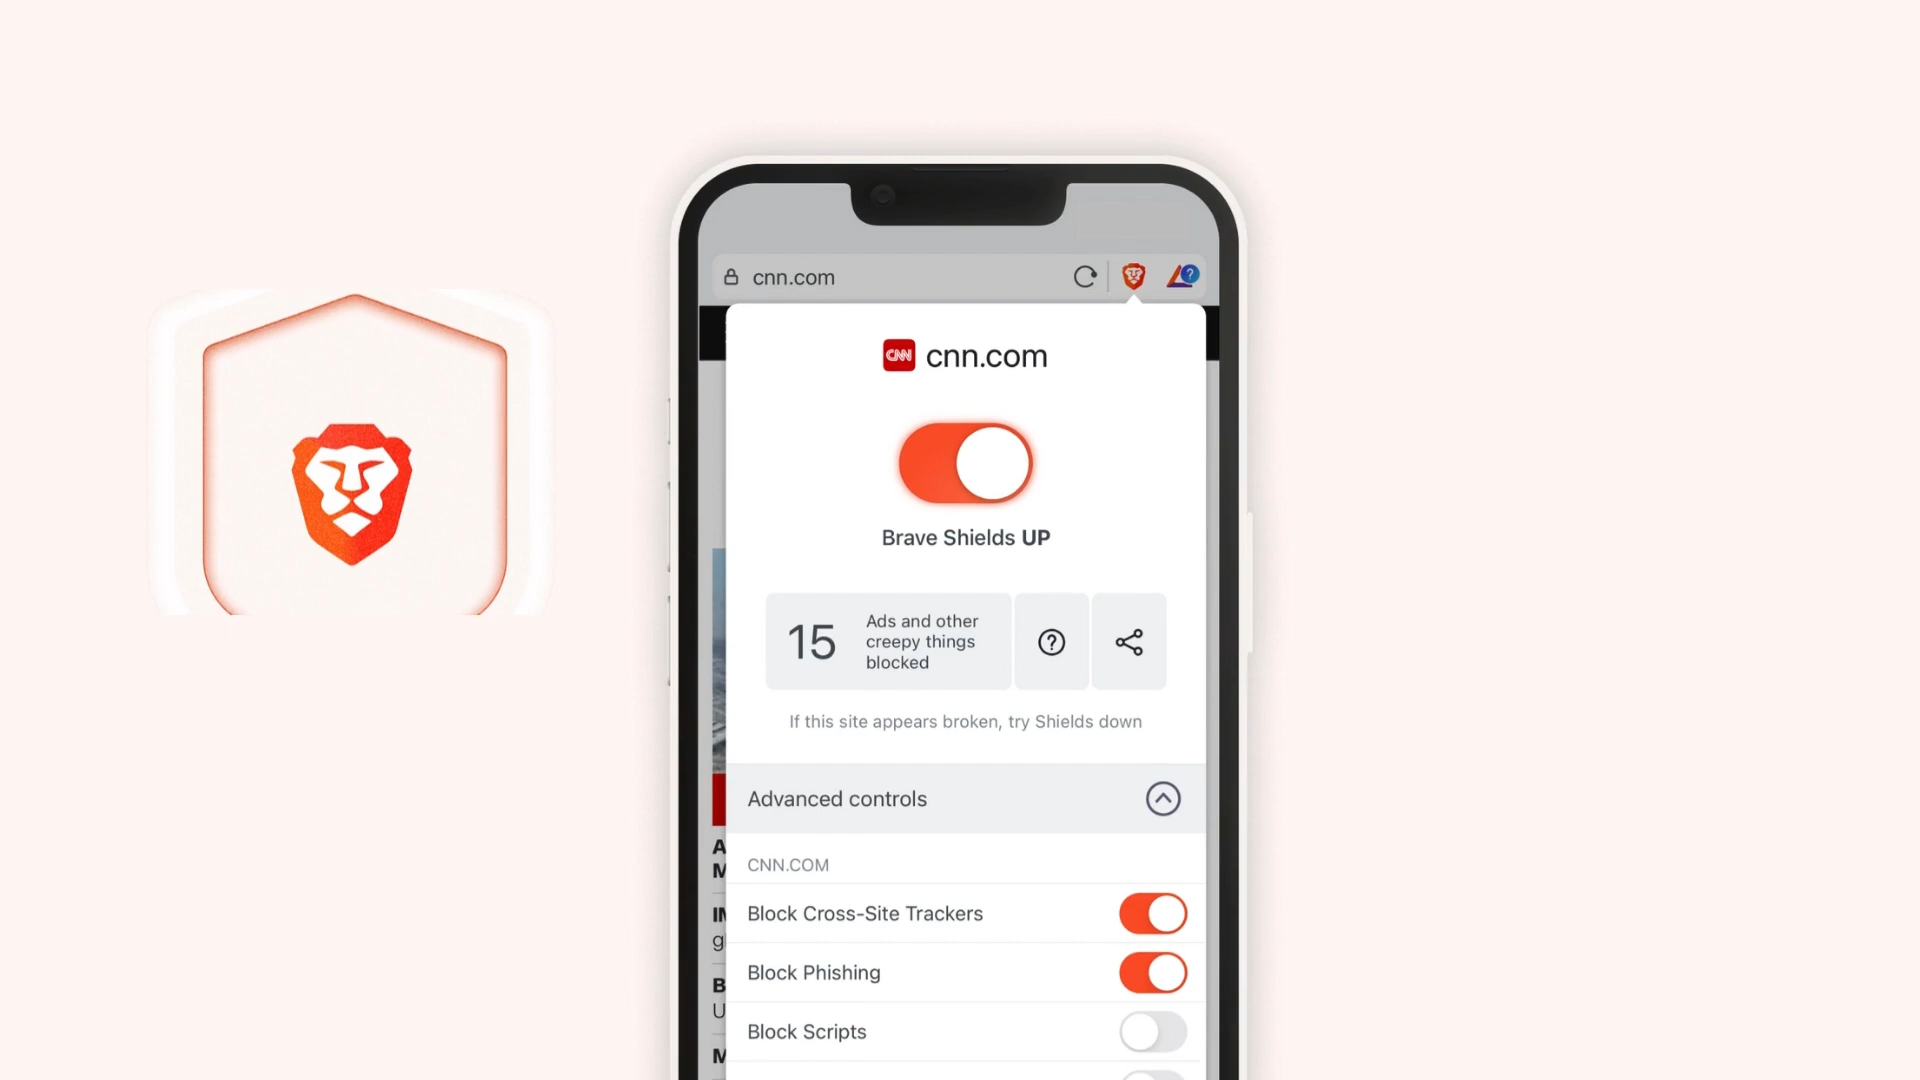 cnn.com
?
CNN cnn.com
Brave Shields UP
15
Ads and other
creepy things
blocked
?
If this site appears broken, try Shields down
Advanced controls
CNN.COM
Block Cross-Site Trackers
Block Phishing
Block Scripts